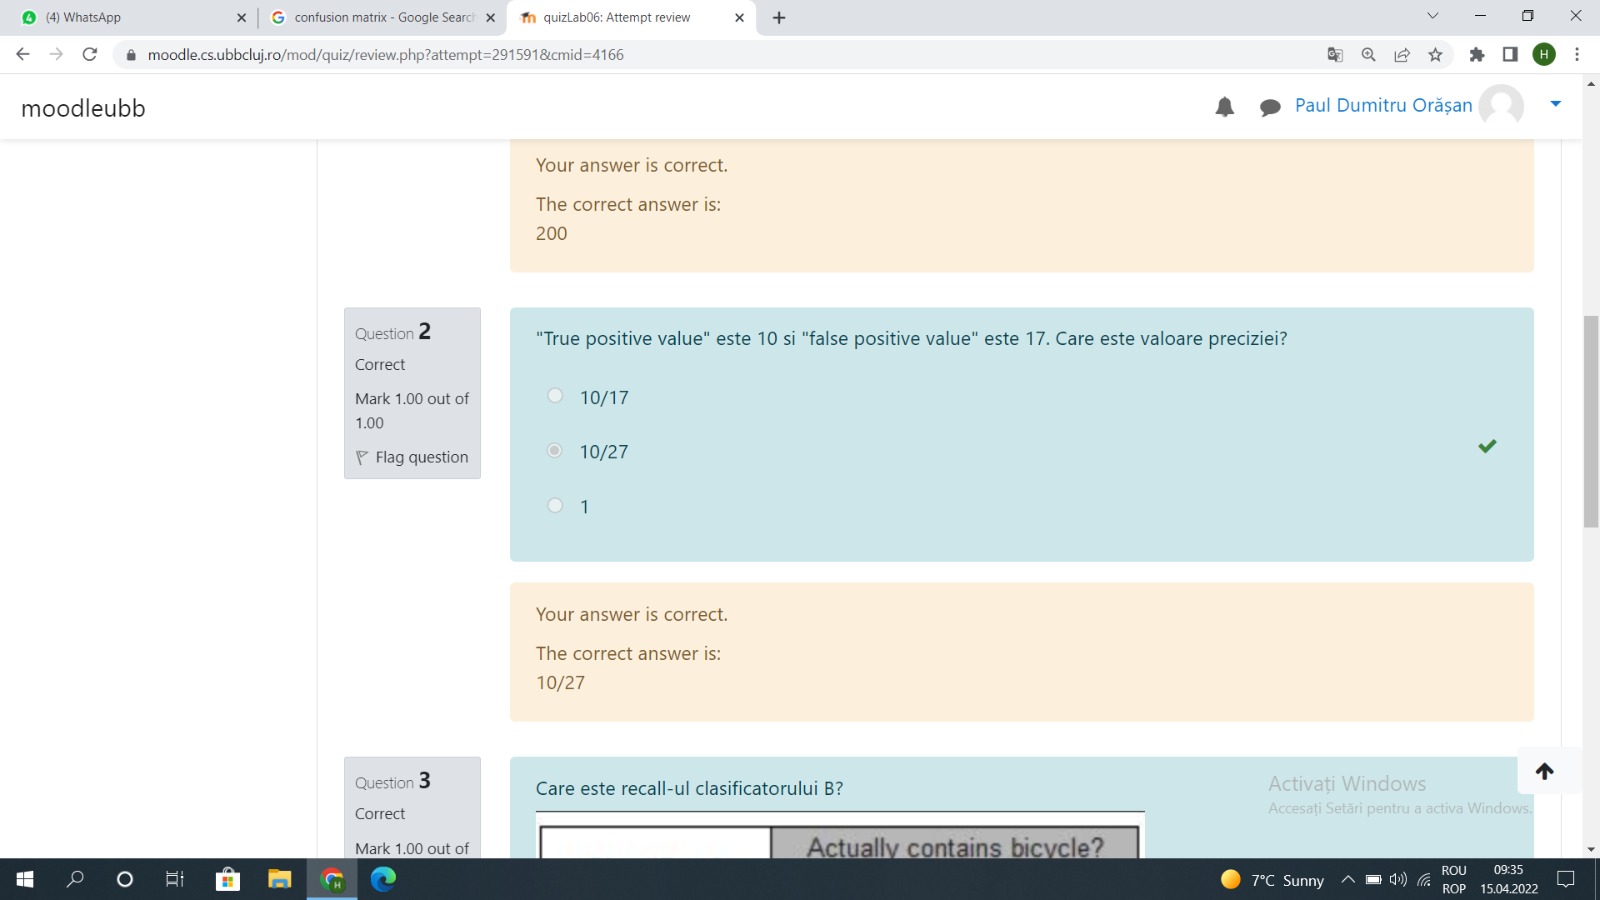 (4) WhatsApp
confusion matrix - Google Searc
quizLab06: Attempt review
moodle.cs.ubbcluj.ro/mod/quiz/review.php?attempt=291591&cmid=4166
H
moodleubb
Paul Dumitru Orășan
Your answer is correct.
The correct answer is:
200
Question 2
Correct
Mark 1.00 out of
1.00
Flag question
"True positive value" este 10 si "false positive value" este 17. Care este valoare preciziei?
10/17
10/27
1
Your answer is correct.
The correct answer is:
10/27
Question 3
Correct
Mark 1.00 out of
Care este recall-ul clasificatorului B?
Actually contains bicycle?
Activați Windows
Accesați Setări pentru a activa Windows.
7°C Sunny
ROU
ROP
09:35
15.04.2022